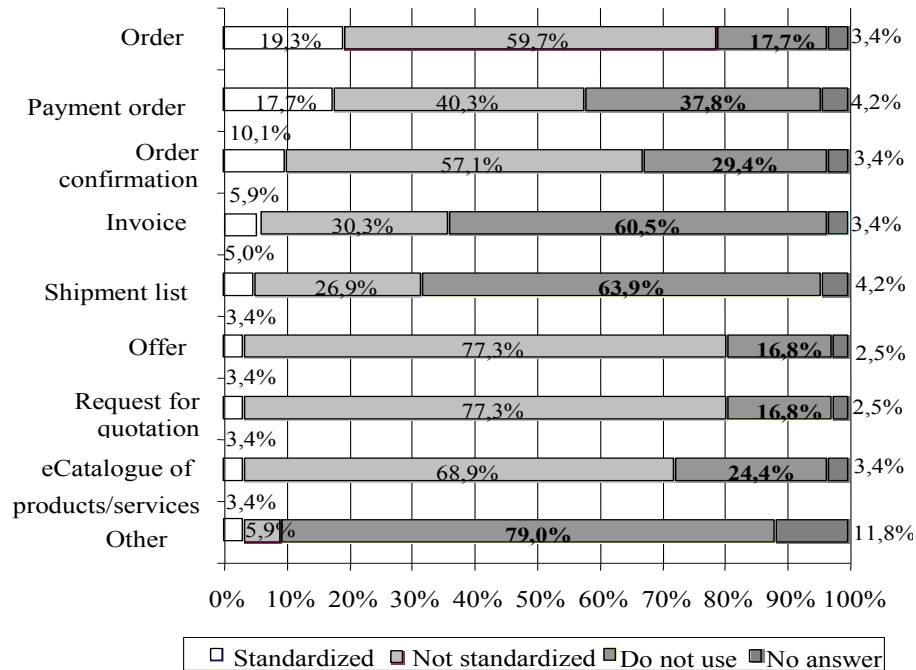 Order
19,3% 59,7% 17,7% 3,4%
Payment order
17,7% 40,3% 37,8% 4,2%
10,1%
Order
confirmation
57,1% 29,4% 3,4%
5,9%
Invoice
30,3% 60,5% 3,4%
5,0%
Shipment list
26,9% 63,9% 4,2%
3,4%
Offer
77,3% 16,8% 2,5%
3,4%
Request for
quotation
77,3% 16,8% 2,5%
3,4%
eCatalogue of
products/services
68,9% 24,4% 3,4%
3,4%
Other
5,9% 79,0% 11,8%
0% 10% 20% 30% 40% 50% 60% 70% 80% 90% 100%
Standardized Not standardized Do not use No answer